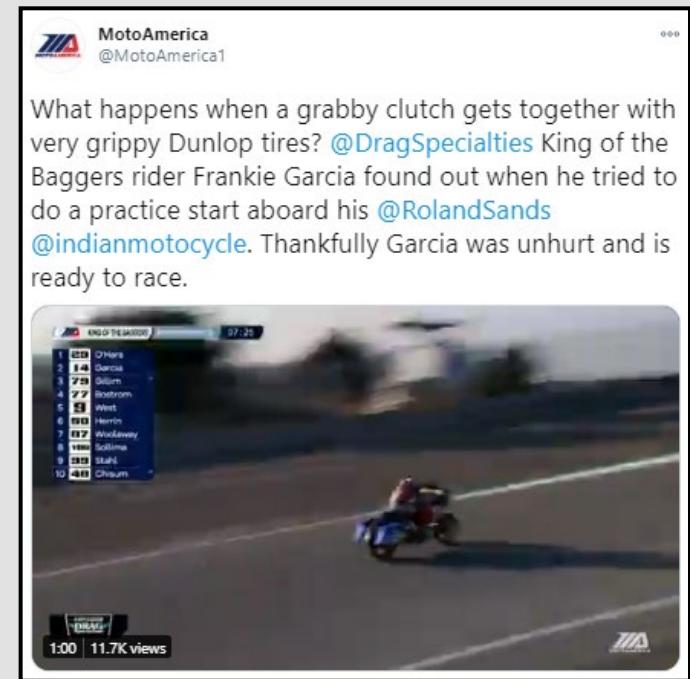 MotoAmerica
@MotoAmerica1
What happens when a grabby clutch gets together with
very grippy Dunlop tires? @DragSpecialties King of the
Baggers rider Frankie Garcia found out when he tried to
do a practice start aboard his @RolandSands
@indianmotocycle. Thankfully Garcia was unhurt and is
ready to race.
KING OF THE BAGGERS 07:25
1 29 O'Hara
2 14 Garcia
3 79 Gillim
4 77 Bostrom
5 9 West
6 Herrin
7 Woolaway
8 Sollima
9 99 Stahl
10 Chisum
DRAG
1:00 11.7K views